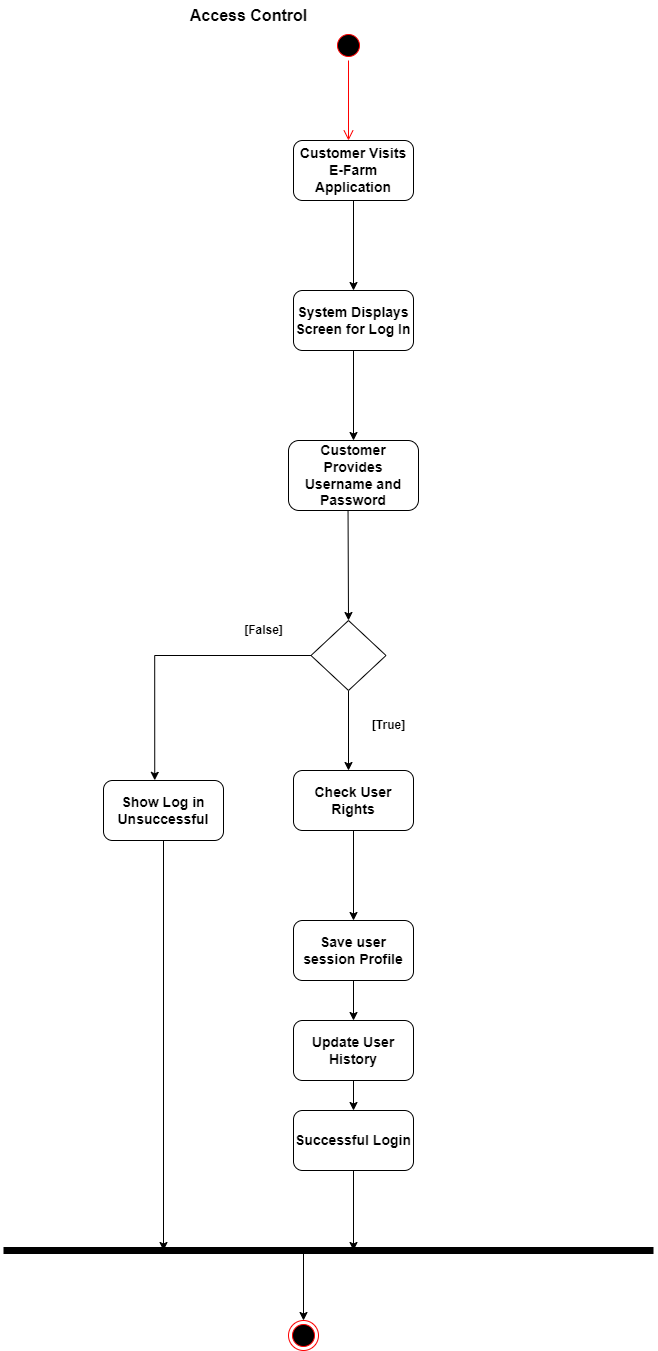 Access Control
Customer Visits
E-Farm
Application
System Displays
Screen for Log In
Customer
Provides
Username and
Password
[False]
[True]
Show Log in
Unsuccessful
Check User
Rights
Save user
session Profile
Update User
History
Successful Login